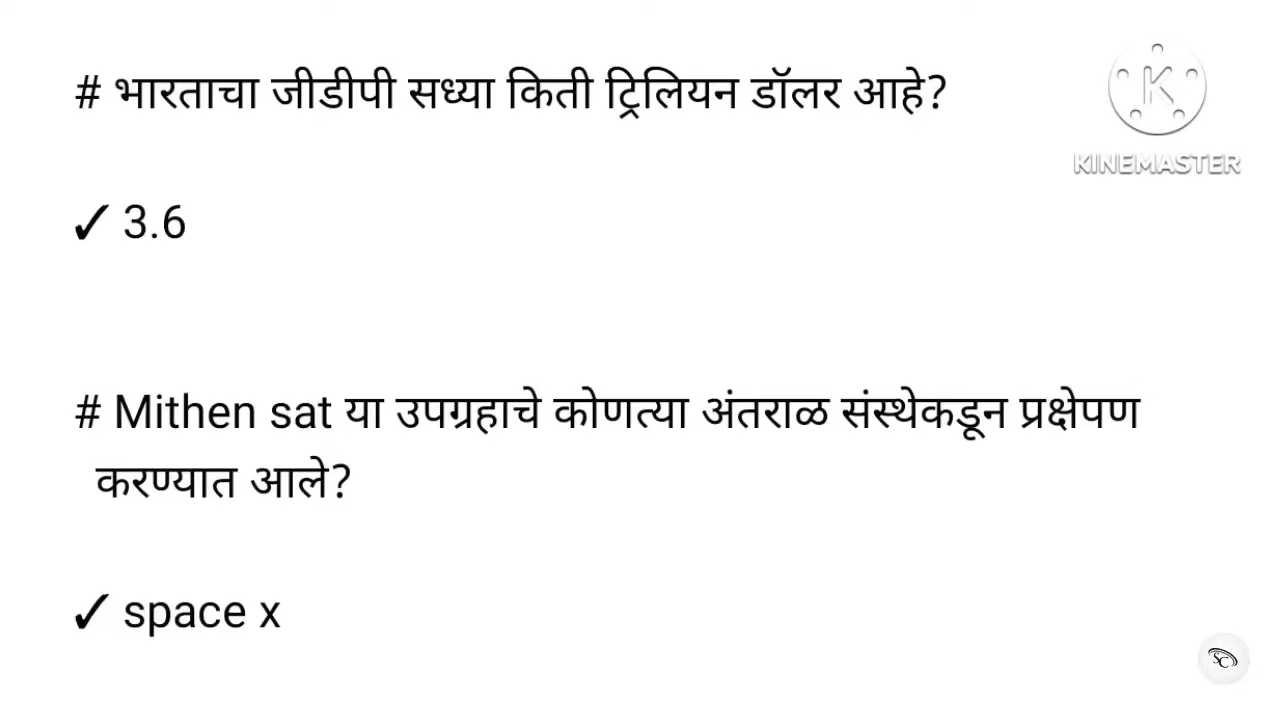 # भारताचा जीडीपी सध्या किती ट्रिलियन डॉलर आहे?
KINEMASTER
✓ 3.6
# Mithen sat या उपग्रहाचे कोणत्या अंतराळ संस्थेकडून प्रक्षेपण
करण्यात आले?
✓ space x
SC